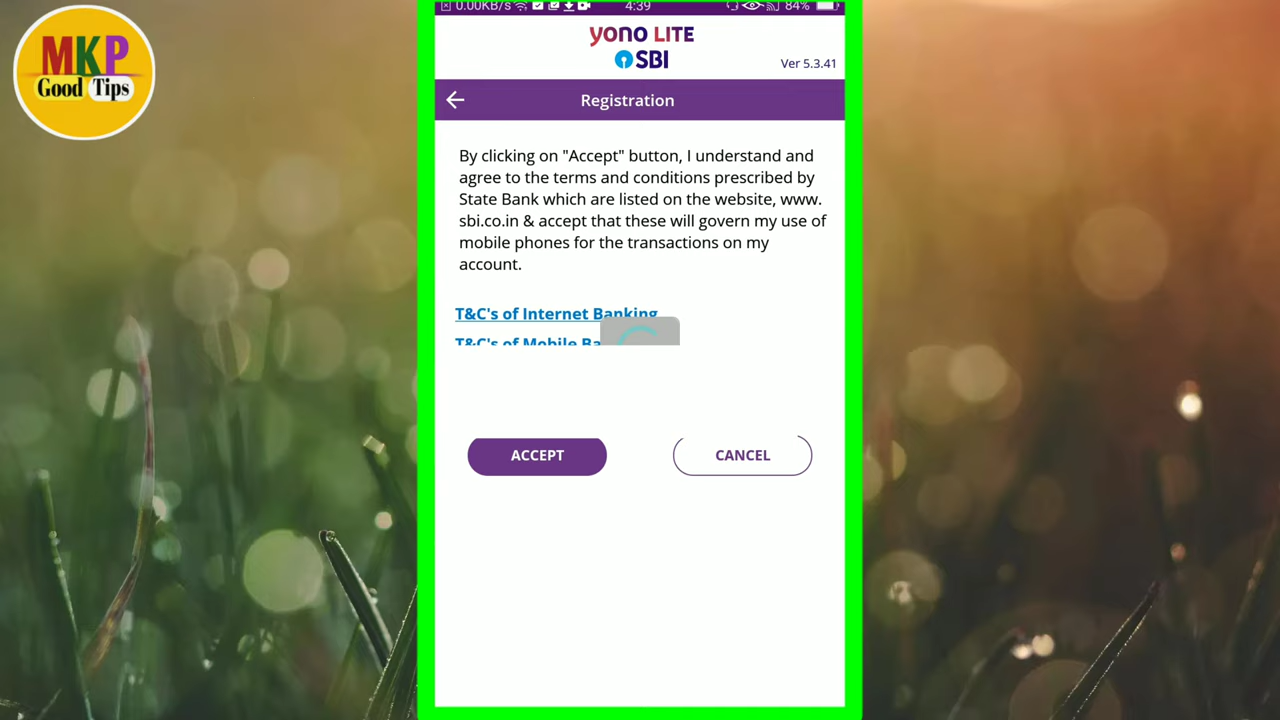 MKP
Good Tips
0.00KB/s
4:39
84%
yono LITE
SBI
Ver 5.3.41
Registration
By clicking on "Accept" button, I understand and
agree to the terms and conditions prescribed by
State Bank which are listed on the website, www.
sbi.co.in & accept that these will govern my use of
mobile phones for the transactions on my
account.
T&C's of Internet Banking
T&C's of Mobile Ba
ACCEPT
CANCEL